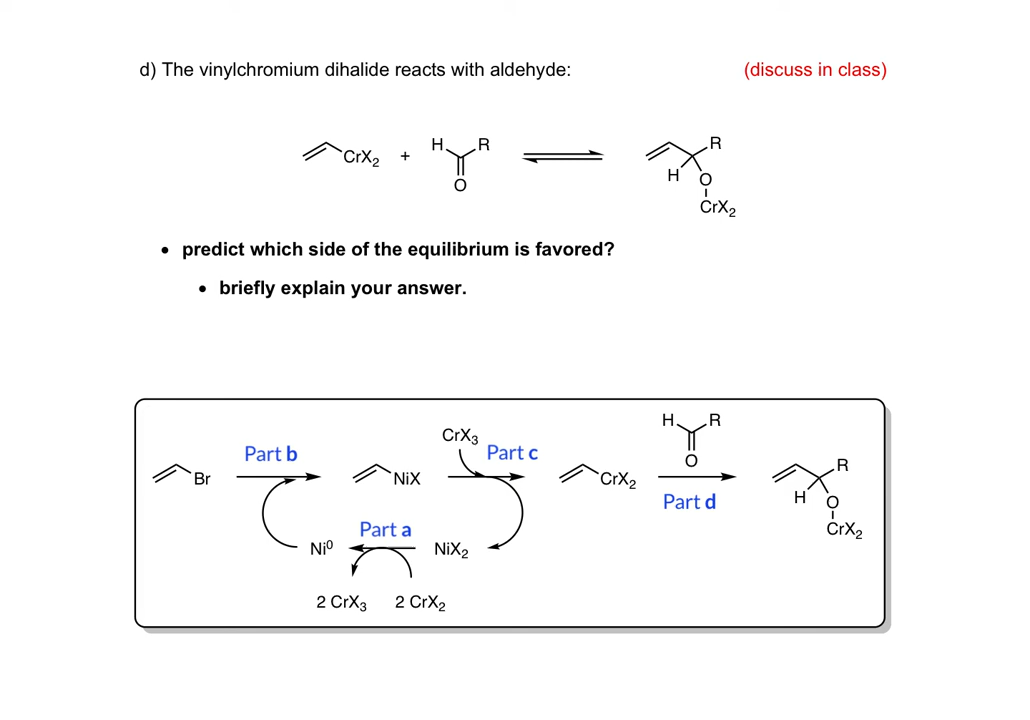 d) The vinylchromium dihalide reacts with aldehyde: (discuss in class)
CrX₂ + H R O
R H O CrX₂
• predict which side of the equilibrium is favored?
• briefly explain your answer.
H R O
CrX₃
Part b Part c
Br NiX CrX₂ R H O CrX₂
Part d
Part a
Ni⁰ NiX₂
2 CrX₃ 2 CrX₂